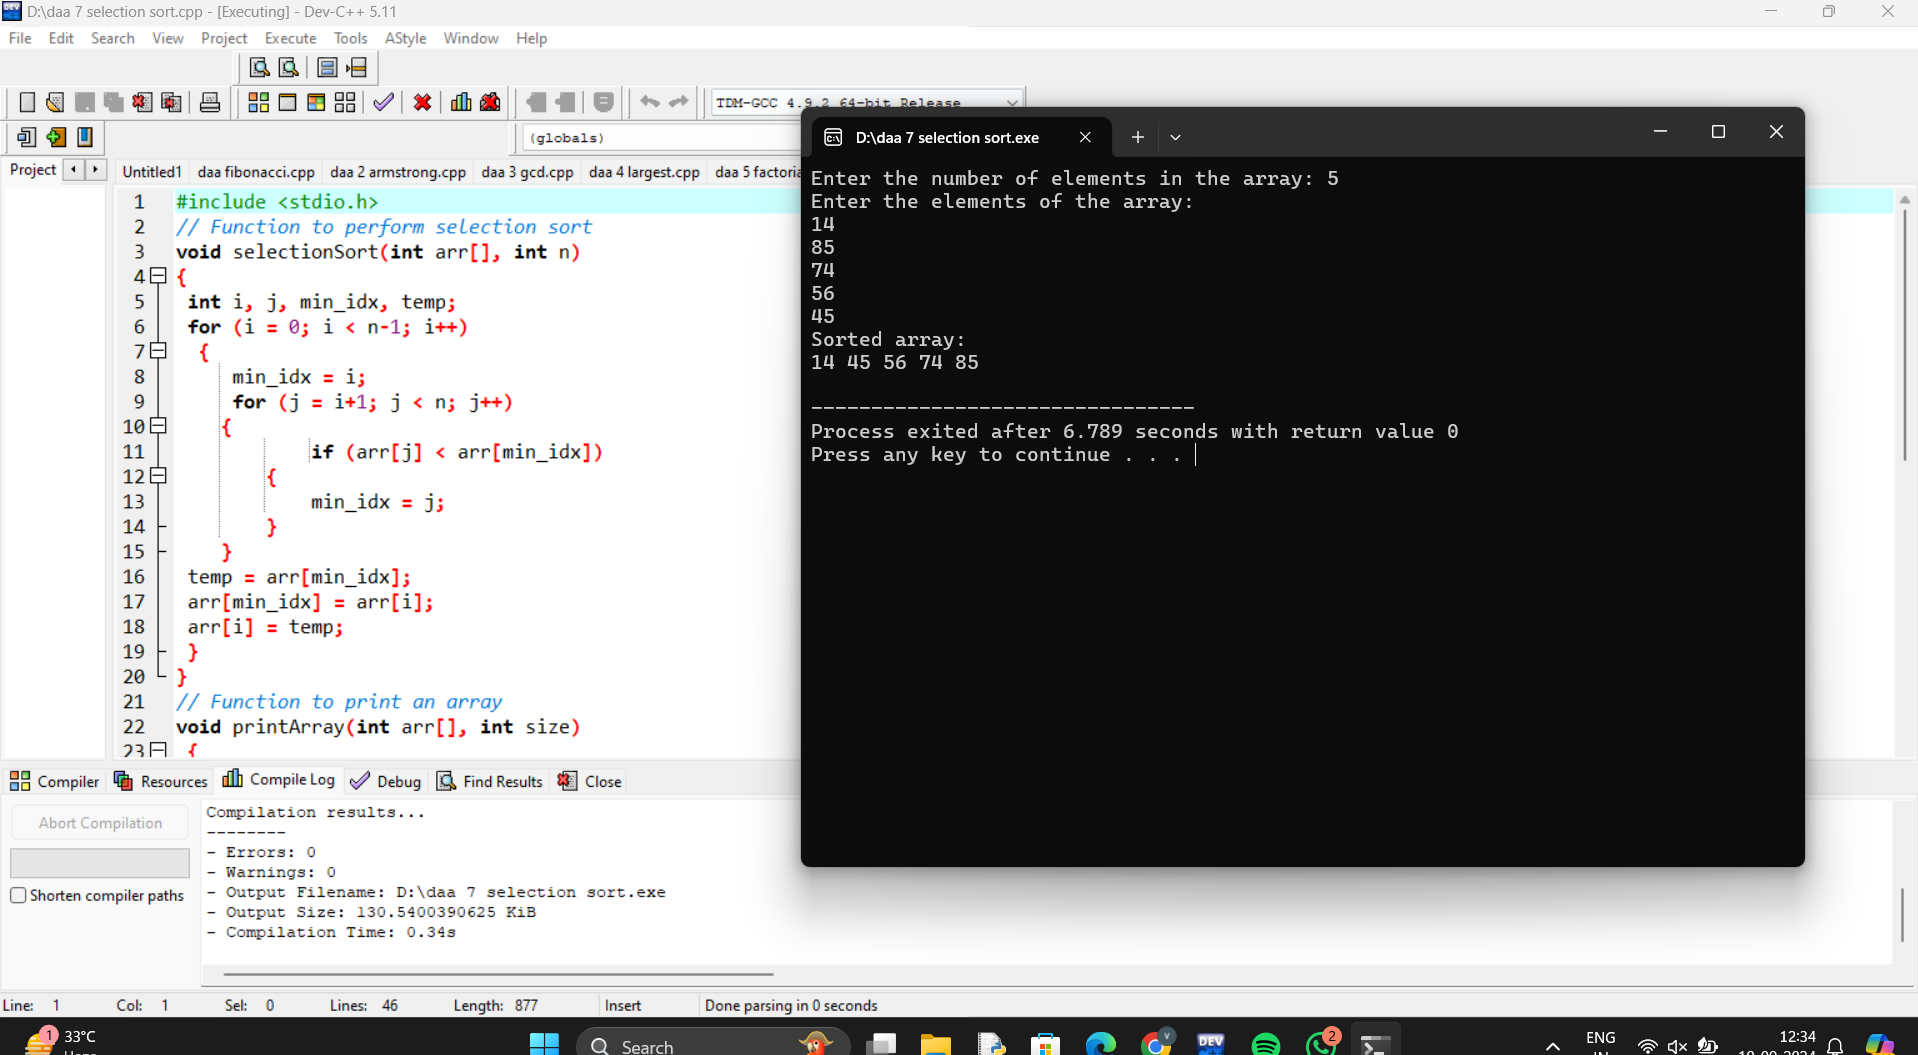 D:\daa 7 selection sort.cpp - [Executing] - Dev-C++ 5.11
File Edit Search View Project Execute Tools AStyle Window Help
TDM-GCC 4.9.2 64-bit Release
(globals)
Project
Untitled1 daa fibonacci.cpp daa 2 armstrong.cpp daa 3 gcd.cpp daa 4 largest.cpp daa 5 factoria
1 #include <stdio.h>
2 // Function to perform selection sort
3 void selectionSort(int arr[], int n)
4 {
5 int i, j, min_idx, temp;
6 for (i = 0; i < n-1; i++)
7 {
8 min_idx = i;
9 for (j = i+1; j < n; j++)
10 {
11 if (arr[j] < arr[min_idx])
12 {
13 min_idx = j;
14 }
15 }
16 temp = arr[min_idx];
17 arr[min_idx] = arr[i];
18 arr[i] = temp;
19 }
20 }
21 // Function to print an array
22 void printArray(int arr[], int size)
23 {
D:\daa 7 selection sort.exe
Enter the number of elements in the array: 5
Enter the elements of the array:
14
85
74
56
45
Sorted array:
14 45 56 74 85
--------------------------------
Process exited after 6.789 seconds with return value 0
Press any key to continue . . .
Compiler Resources Compile Log Debug Find Results Close
Abort Compilation
Shorten compiler paths
Compilation results...
--------
- Errors: 0
- Warnings: 0
- Output Filename: D:\daa 7 selection sort.exe
- Output Size: 130.5400390625 KiB
- Compilation Time: 0.34s
Line: 1 Col: 1 Sel: 0 Lines: 46 Length: 877 Insert Done parsing in 0 seconds
1 33°C
Search
DEV
2
ENG
12:34